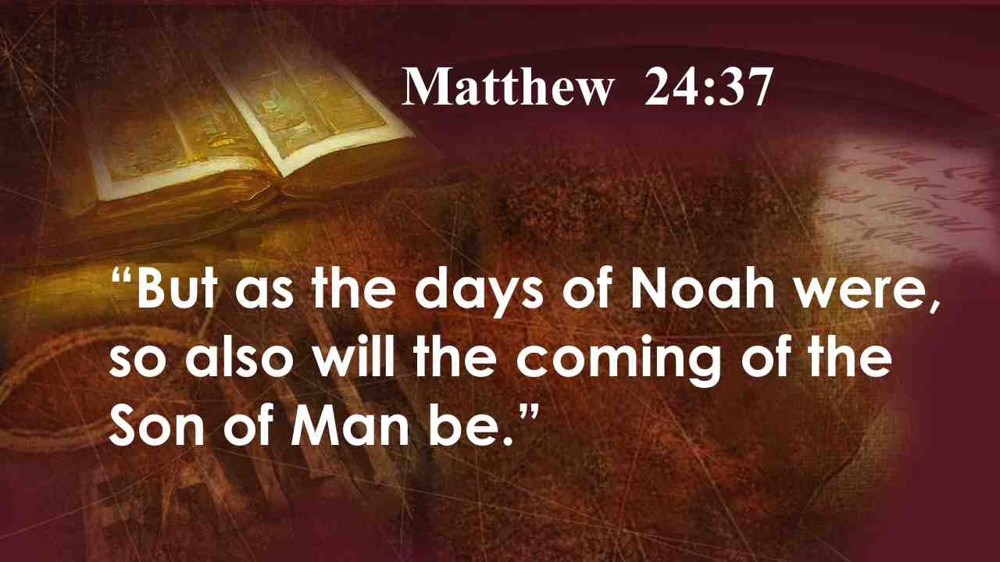 Matthew 24:37
“But as the days of Noah were,
so also will the coming of the
Son of Man be.”